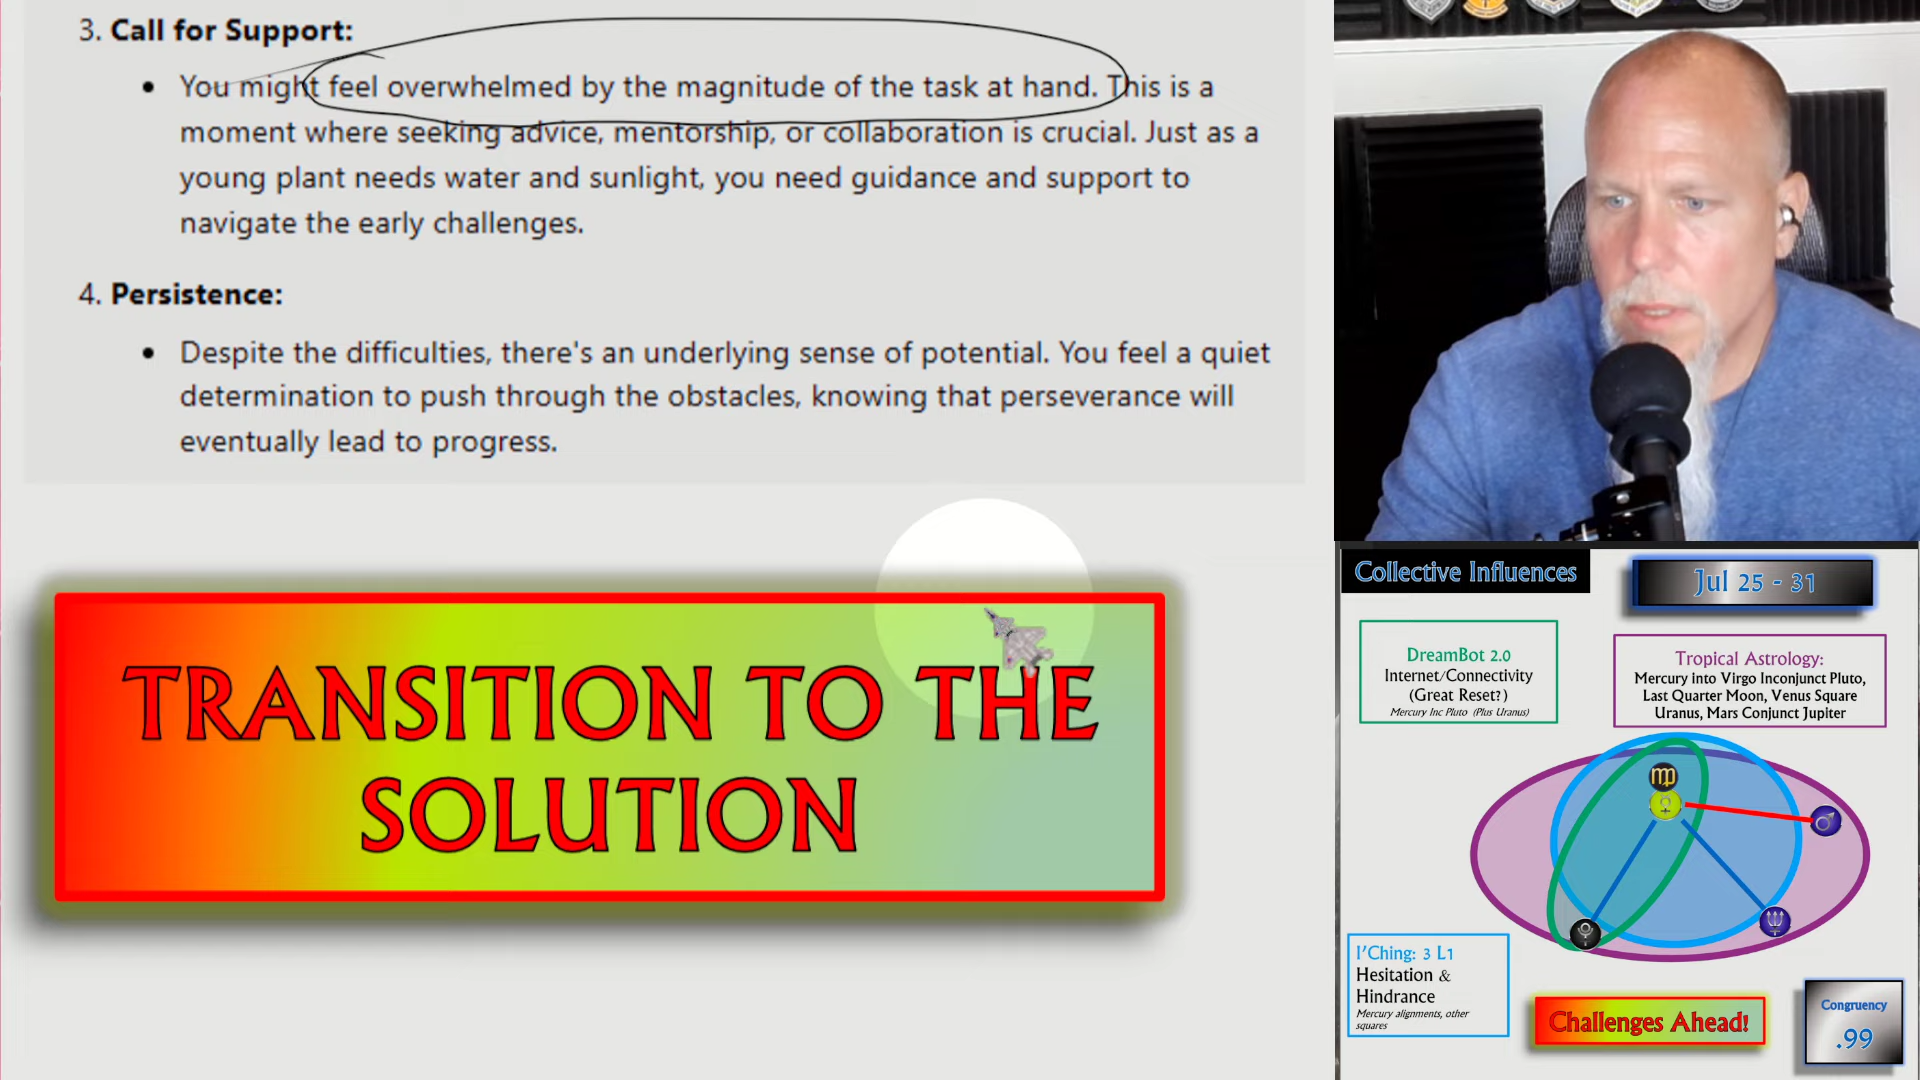 3. Call for Support:
• You might feel overwhelmed by the magnitude of the task at hand. This is a
moment where seeking advice, mentorship, or collaboration is crucial. Just as a
young plant needs water and sunlight, you need guidance and support to
navigate the early challenges.
4. Persistence:
• Despite the difficulties, there's an underlying sense of potential. You feel a quiet
determination to push through the obstacles, knowing that perseverance will
eventually lead to progress.
TRANSITION TO THE
SOLUTION
Collective Influences
Jul 25 - 31
DreamBot 2.0
Internet/Connectivity
(Great Reset?)
Mercury Inc Pluto (Plus Uranus)
Tropical Astrology:
Mercury into Virgo Inconjunct Pluto,
Last Quarter Moon, Venus Square
Uranus, Mars Conjunct Jupiter
I'Ching: 3 L1
Hesitation &
Hindrance
Mercury alignments, other
squares
Challenges Ahead!
Congruency
.99